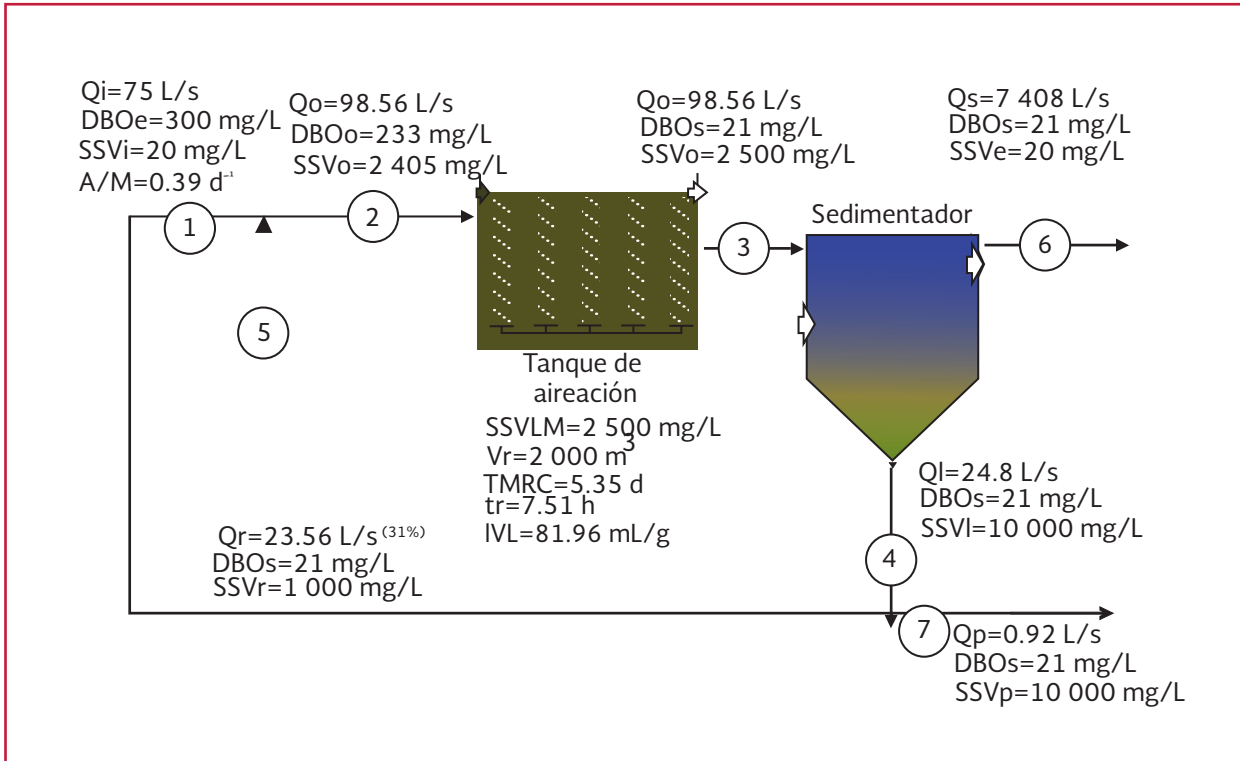 Qi=75 L/s
DBOe=300 mg/L
SSVi=20 mg/L
A/M=0.39 d⁻¹
Qo=98.56 L/s
DBOo=233 mg/L
SSVo=2 405 mg/L
Qo=98.56 L/s
DBOs=21 mg/L
SSVo=2 500 mg/L
Qs=7 408 L/s
DBOs=21 mg/L
SSVe=20 mg/L
1
2
3
Sedimentador
6
5
Tanque de
aireación
SSVLM=2 500 mg/L
Vr=2 000 m³
TMRC=5.35 d
tr=7.51 h
IVL=81.96 mL/g
Ql=24.8 L/s
DBOs=21 mg/L
SSVl=10 000 mg/L
4
Qr=23.56 L/s (31%)
DBOs=21 mg/L
SSVr=1 000 mg/L
7
Qp=0.92 L/s
DBOs=21 mg/L
SSVp=10 000 mg/L